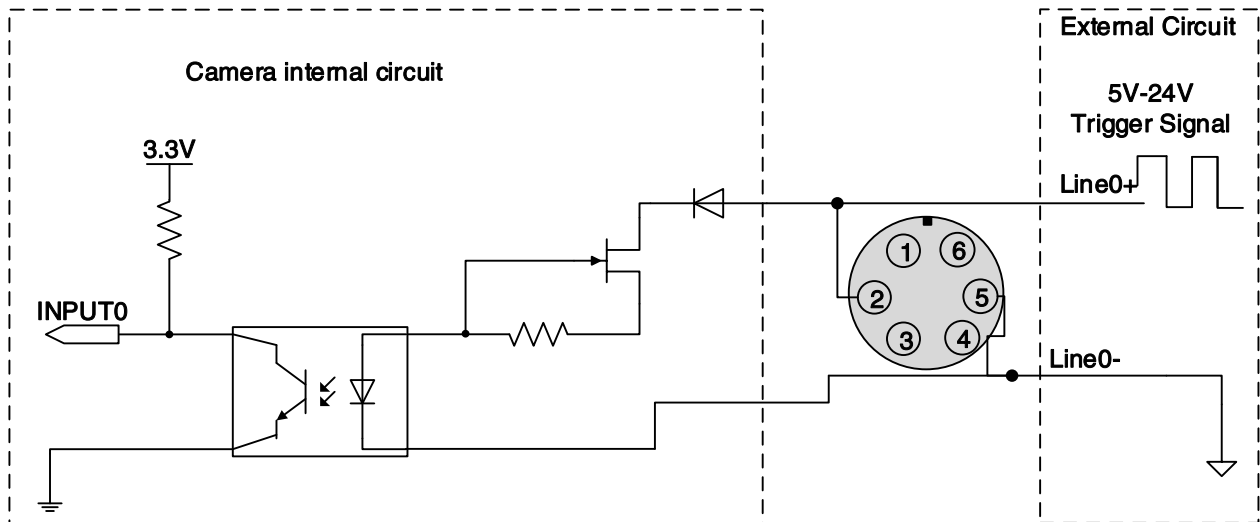 External Circuit
Camera internal circuit
5V-24V
Trigger Signal
3.3V
Line0+
1
6
2
5
INPUT0
3
4
Line0-